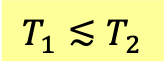 T₁ ≲ T₂